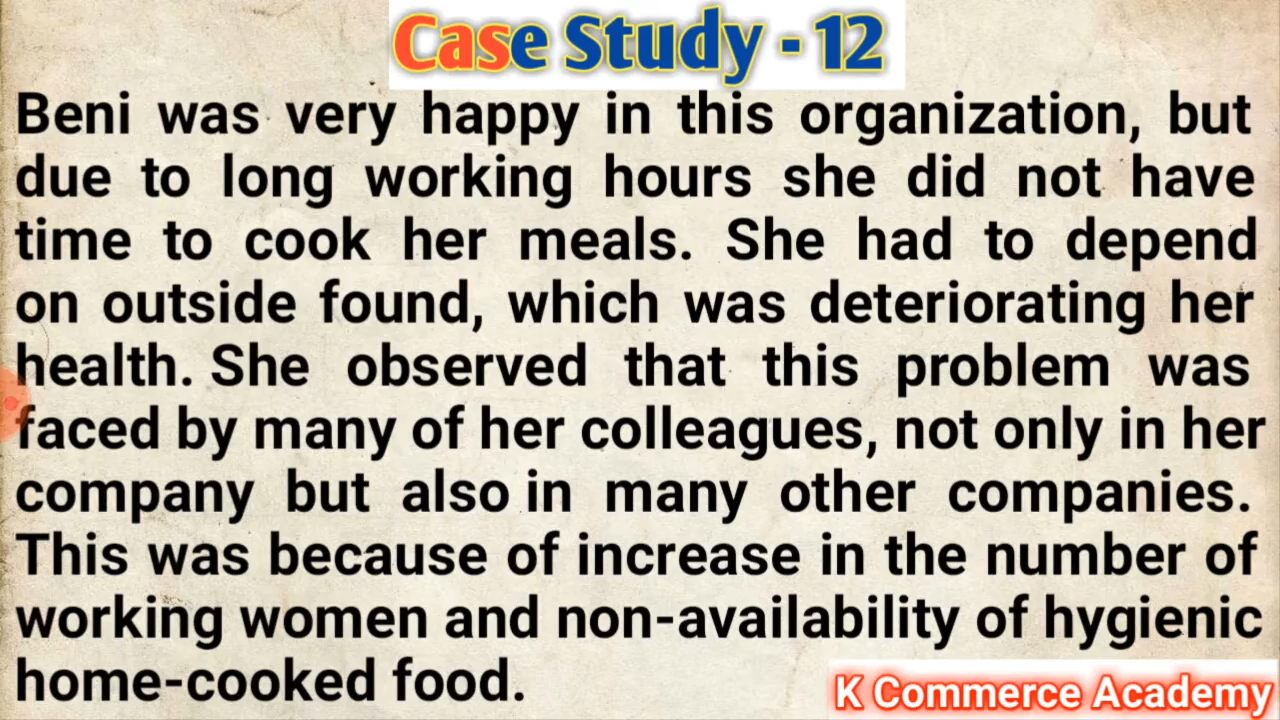 Case Study - 12
Beni was very happy in this organization, but
due to long working hours she did not have
time to cook her meals. She had to depend
on outside found, which was deteriorating her
health. She observed that this problem was
faced by many of her colleagues, not only in her
company but also in many other companies.
This was because of increase in the number of
working women and non-availability of hygienic
home-cooked food.
K Commerce Academy